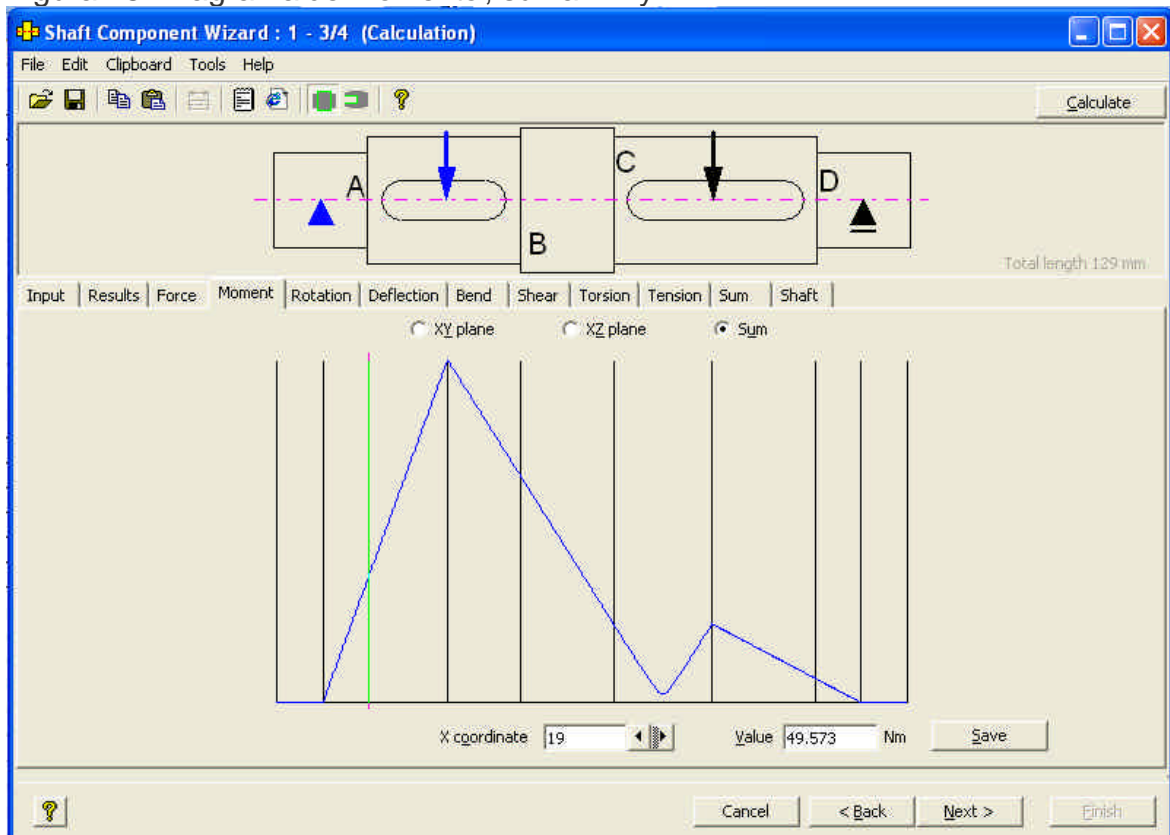 Shaft Component Wizard : 1 - 3/4 (Calculation)
File Edit Clipboard Tools Help
Calculate
A
B
C
D
Total length 129 mm
Input Results Force Moment Rotation Deflection Bend Shear Torsion Tension Sum Shaft
XY plane XZ plane Sum
X coordinate 19 Value 49.573 Nm Save
Cancel < Back Next > Finish